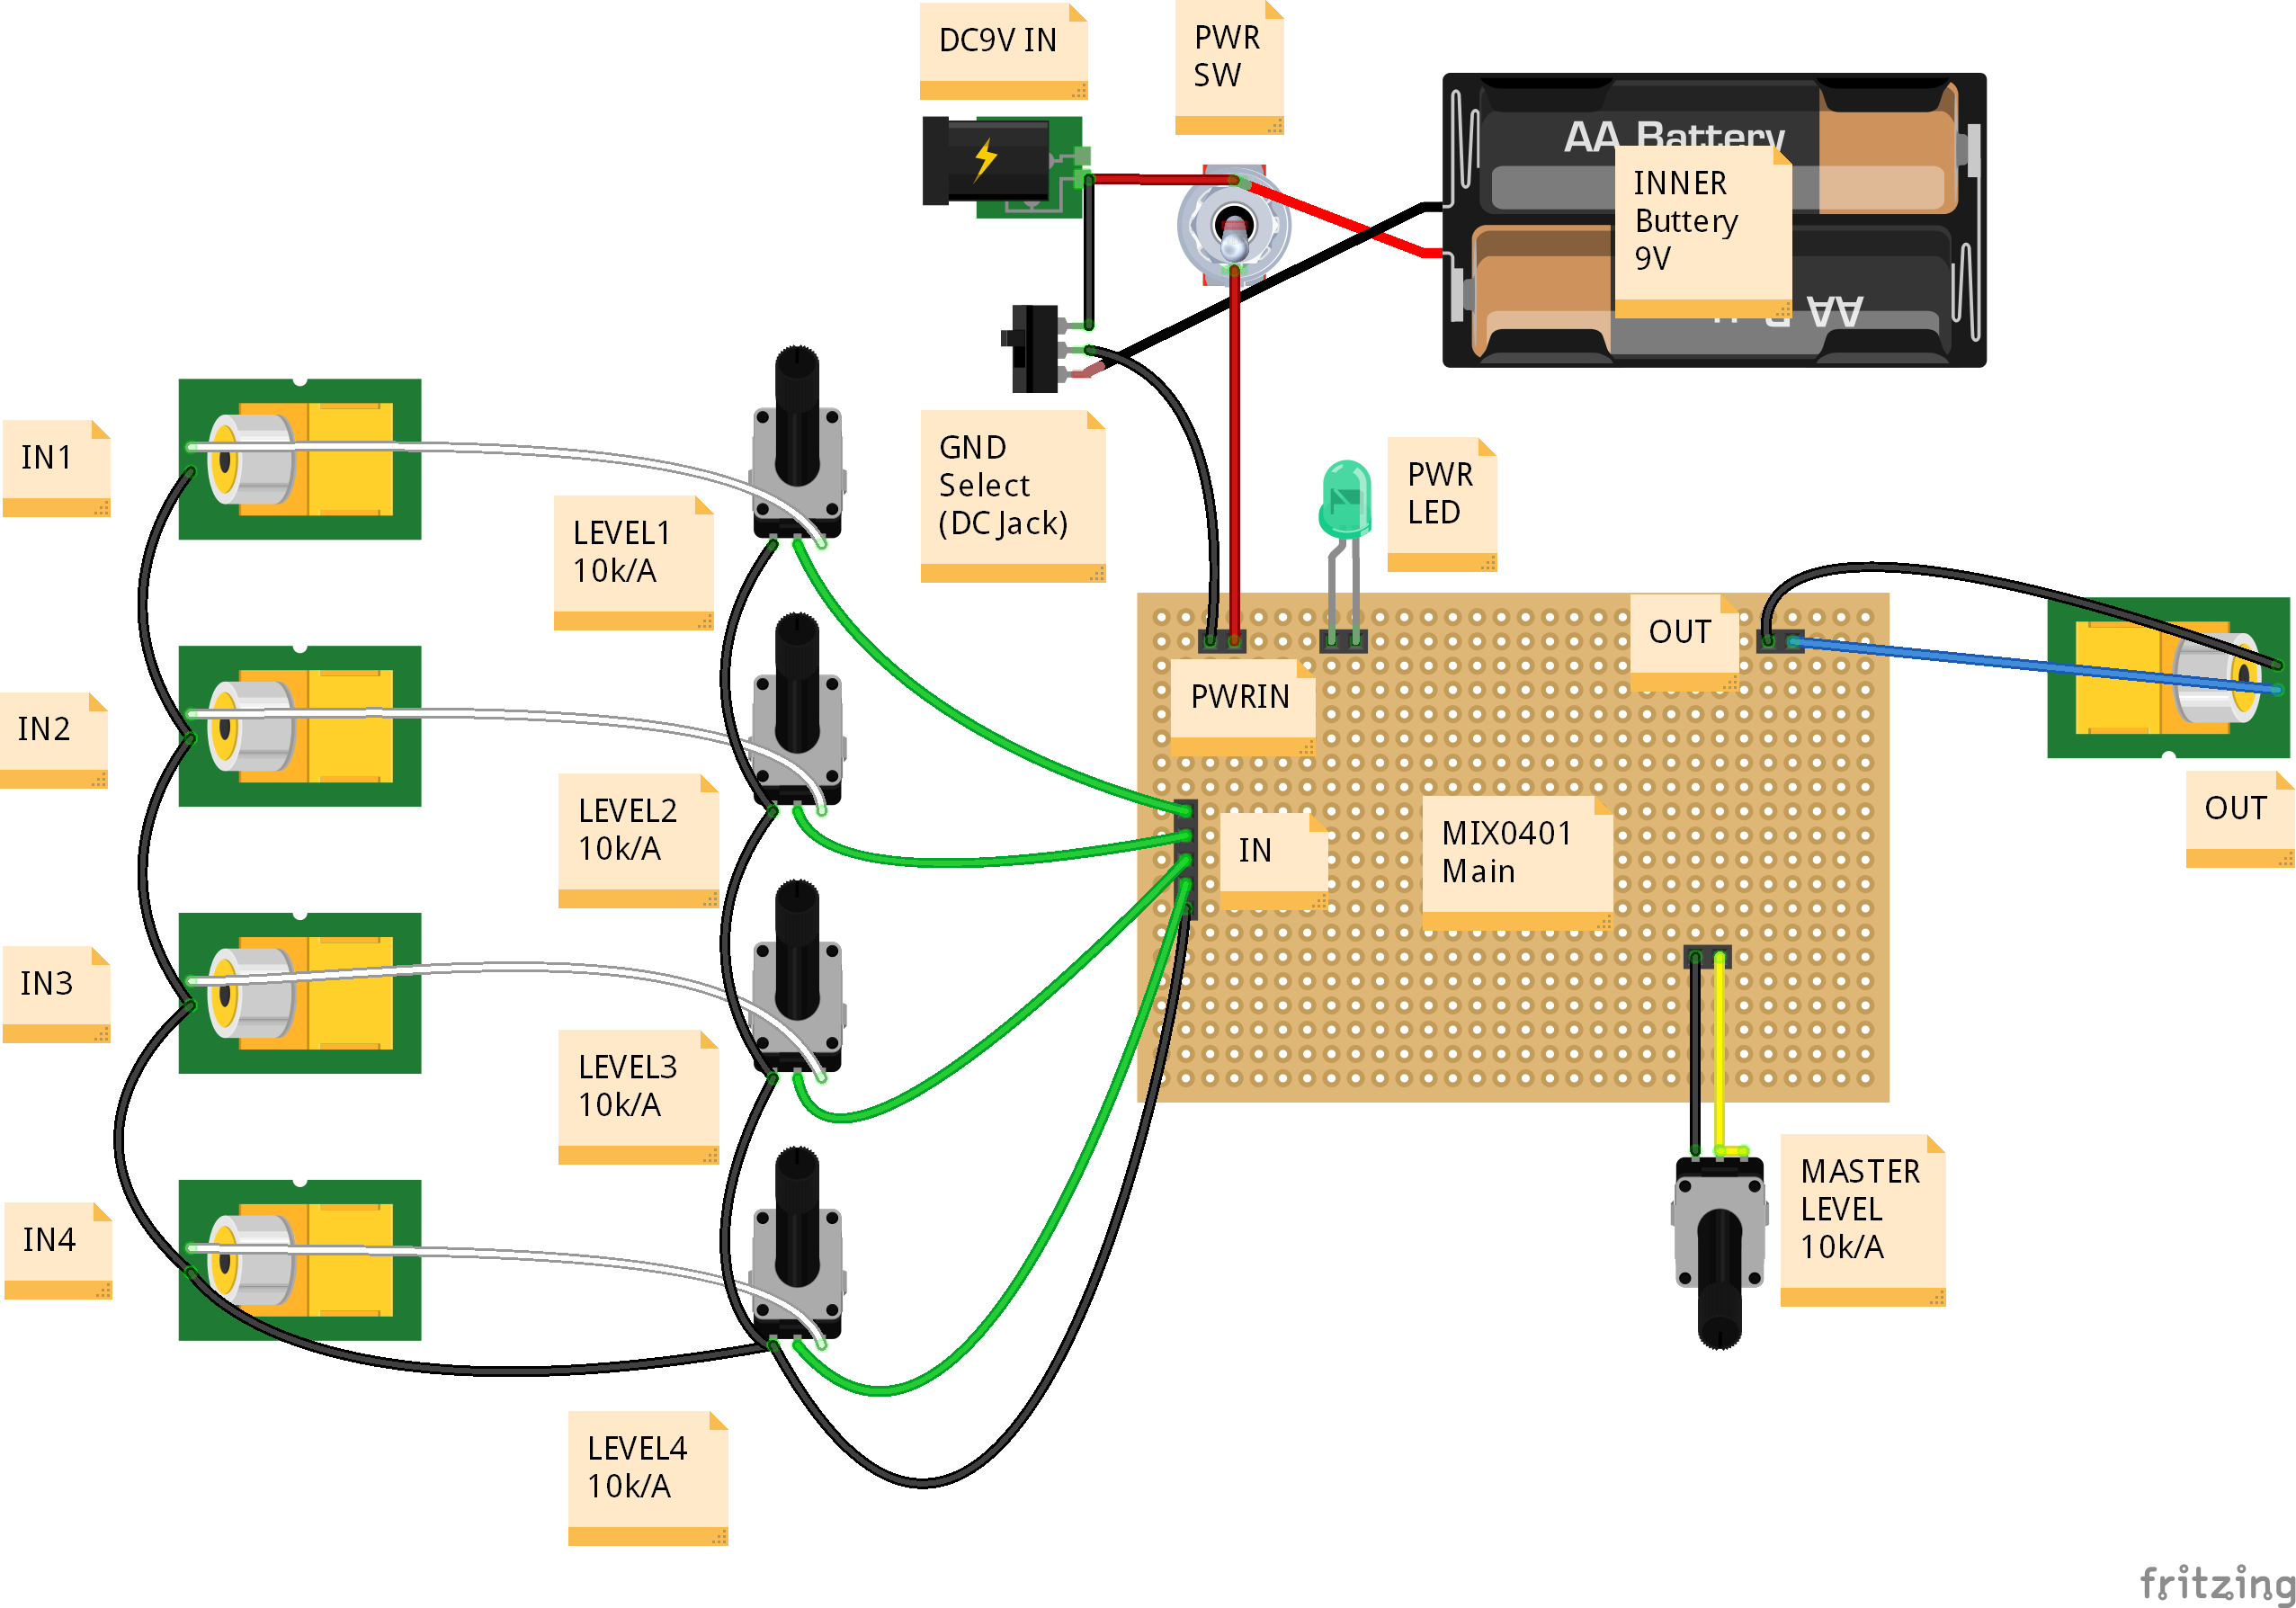 DC9V IN
PWR
SW
AA Battery
INNER
Buttery
9V
AA
IN1
LEVEL1
10k/A
GND
Select
(DC Jack)
PWR
LED
OUT
PWRIN
IN2
LEVEL2
10k/A
IN
MIX0401
Main
OUT
IN3
LEVEL3
10k/A
IN4
MASTER
LEVEL
10k/A
LEVEL4
10k/A
fritzing